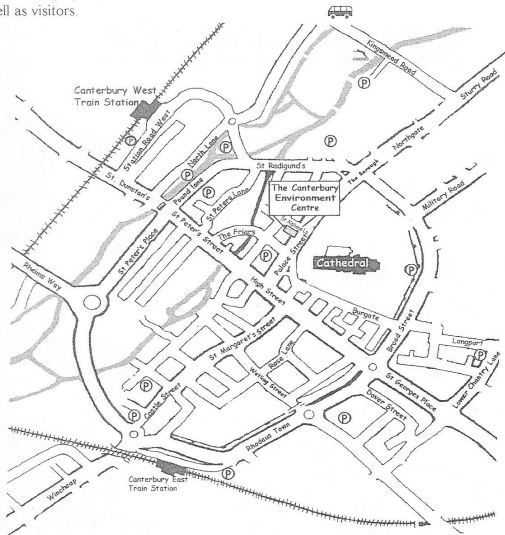 ell as visitors.
Kingsmead Road
Sturry Road
Canterbury West
Train Station
Station Road West
North Lane
Northgate
St Radigund's
The Borough
St. Dunstan's
Pound Lane
St Peters Lane
The Canterbury
Environment
Centre
Military Road
St Peter's Street
The Friars
Palace Street
Cathedral
St Peter's Place
Rheims Way
High Street
Burgate
Broad Street
Longport
St Margaret's Street
Rose Lane
Watling Street
St Georges Place
Lower Chantry Lane
Castle Street
Dover Street
Rhodaus Town
Wincheap
Canterbury East
Train Station
P
P
P
P
P
P
P
P
P
P
P
P
P